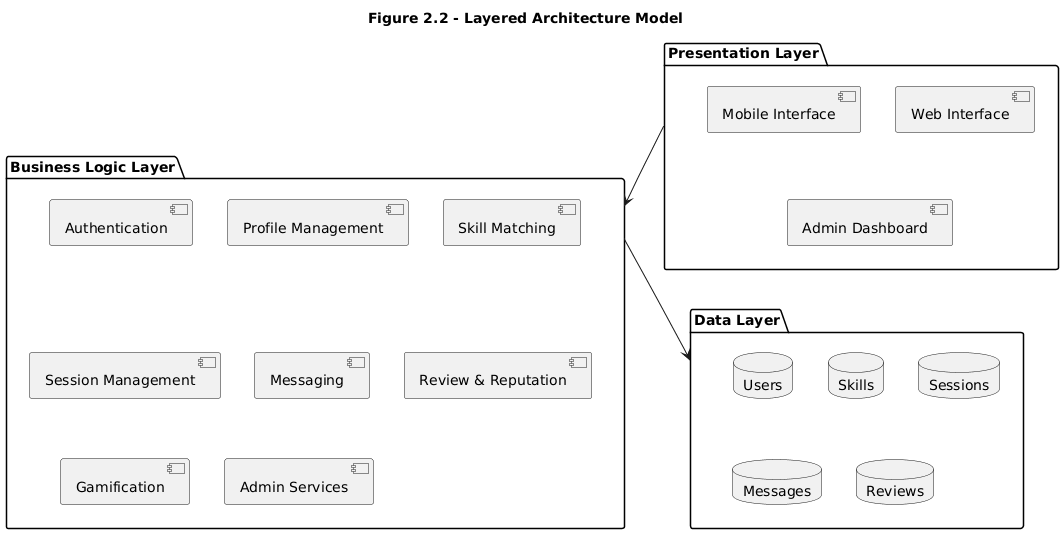 Figure 2.2 - Layered Architecture Model
Presentation Layer
Mobile Interface
Web Interface
Admin Dashboard
Business Logic Layer
Authentication
Profile Management
Skill Matching
Session Management
Messaging
Review & Reputation
Gamification
Admin Services
Data Layer
Users
Skills
Sessions
Messages
Reviews